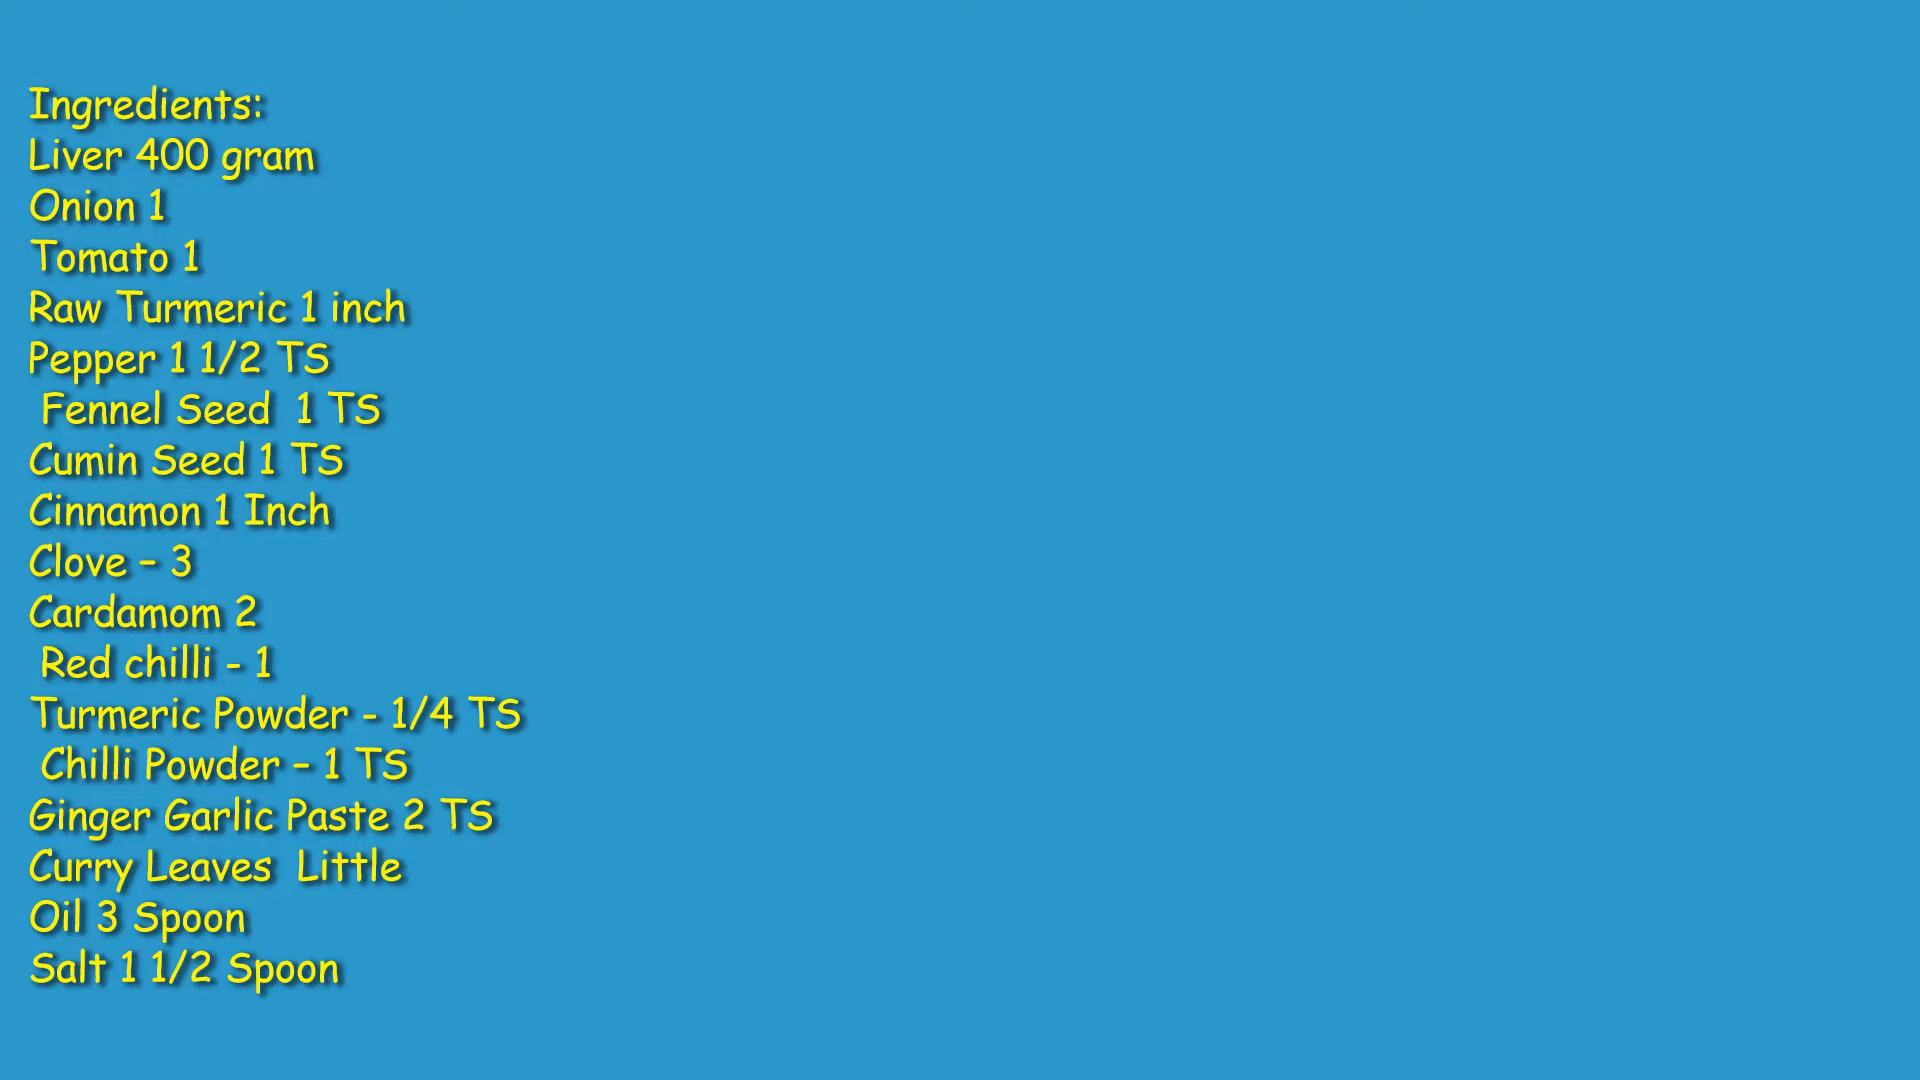 Ingredients:
Liver 400 gram
Onion 1
Tomato 1
Raw Turmeric 1 inch
Pepper 1 1/2 TS
Fennel Seed  1 TS
Cumin Seed 1 TS
Cinnamon 1 Inch
Clove – 3
Cardamom 2
Red chilli - 1
Turmeric Powder - 1/4 TS
Chilli Powder – 1 TS
Ginger Garlic Paste 2 TS
Curry Leaves  Little
Oil 3 Spoon
Salt 1 1/2 Spoon